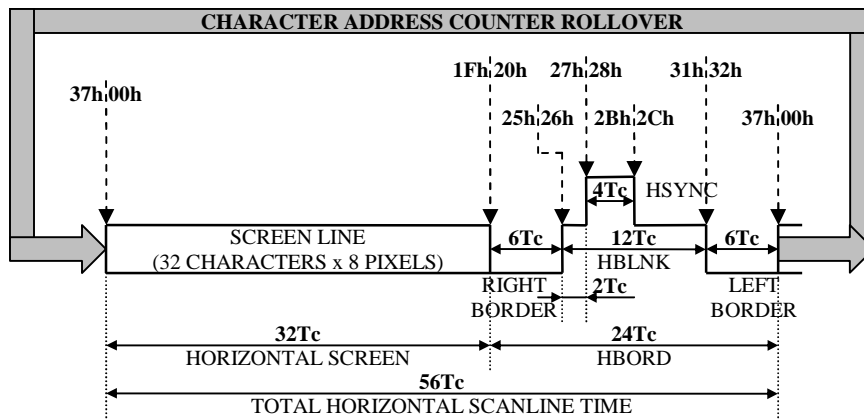 CHARACTER ADDRESS COUNTER ROLLOVER
1Fh 20h
27h 28h
31h 32h
37h 00h
25h 26h
2Bh 2Ch
37h 00h
4Tc
HSYNC
SCREEN LINE
(32 CHARACTERS x 8 PIXELS)
6Tc
12Tc
6Tc
RIGHT
BORDER
HBLNK
LEFT
BORDER
2Tc
32Tc
HORIZONTAL SCREEN
24Tc
HBORD
56Tc
TOTAL HORIZONTAL SCANLINE TIME